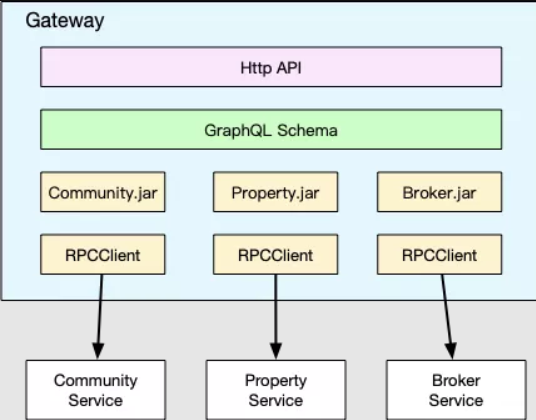 Gateway
Http API
GraphQL Schema
Community.jar
Property.jar
Broker.jar
RPCClient
RPCClient
RPCClient
Community
Service
Property
Service
Broker
Service